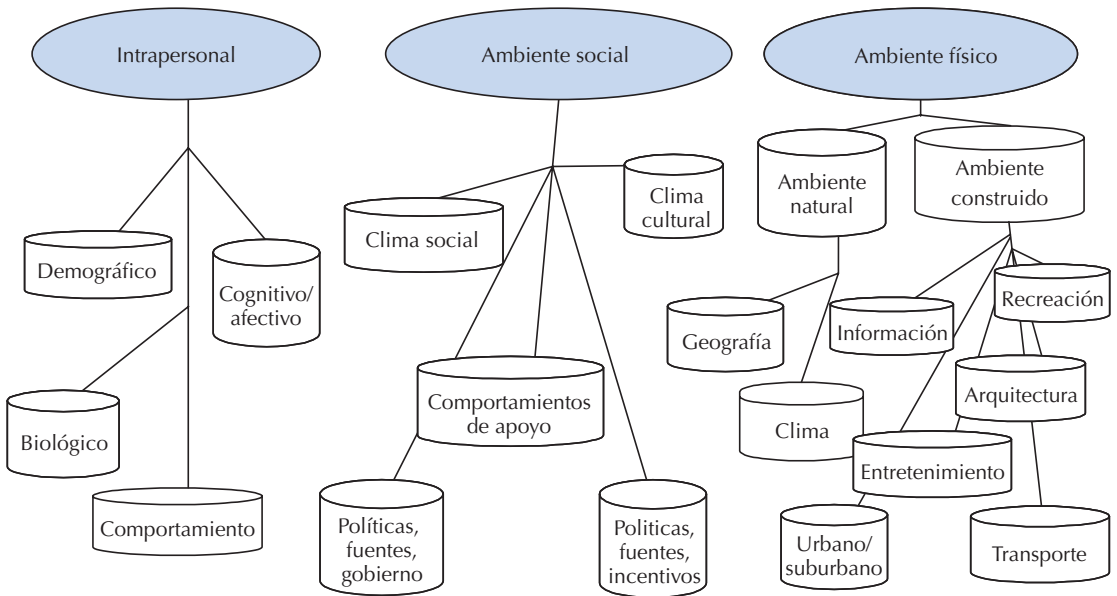 Intrapersonal
Ambiente social
Ambiente físico
Demográfico
Cognitivo/
afectivo
Biológico
Comportamiento
Clima social
Clima
cultural
Comportamientos
de apoyo
Políticas,
fuentes,
gobierno
Politicas,
fuentes,
incentivos
Ambiente
natural
Ambiente
construido
Geografía
Clima
Información
Recreación
Arquitectura
Entretenimiento
Urbano/
suburbano
Transporte